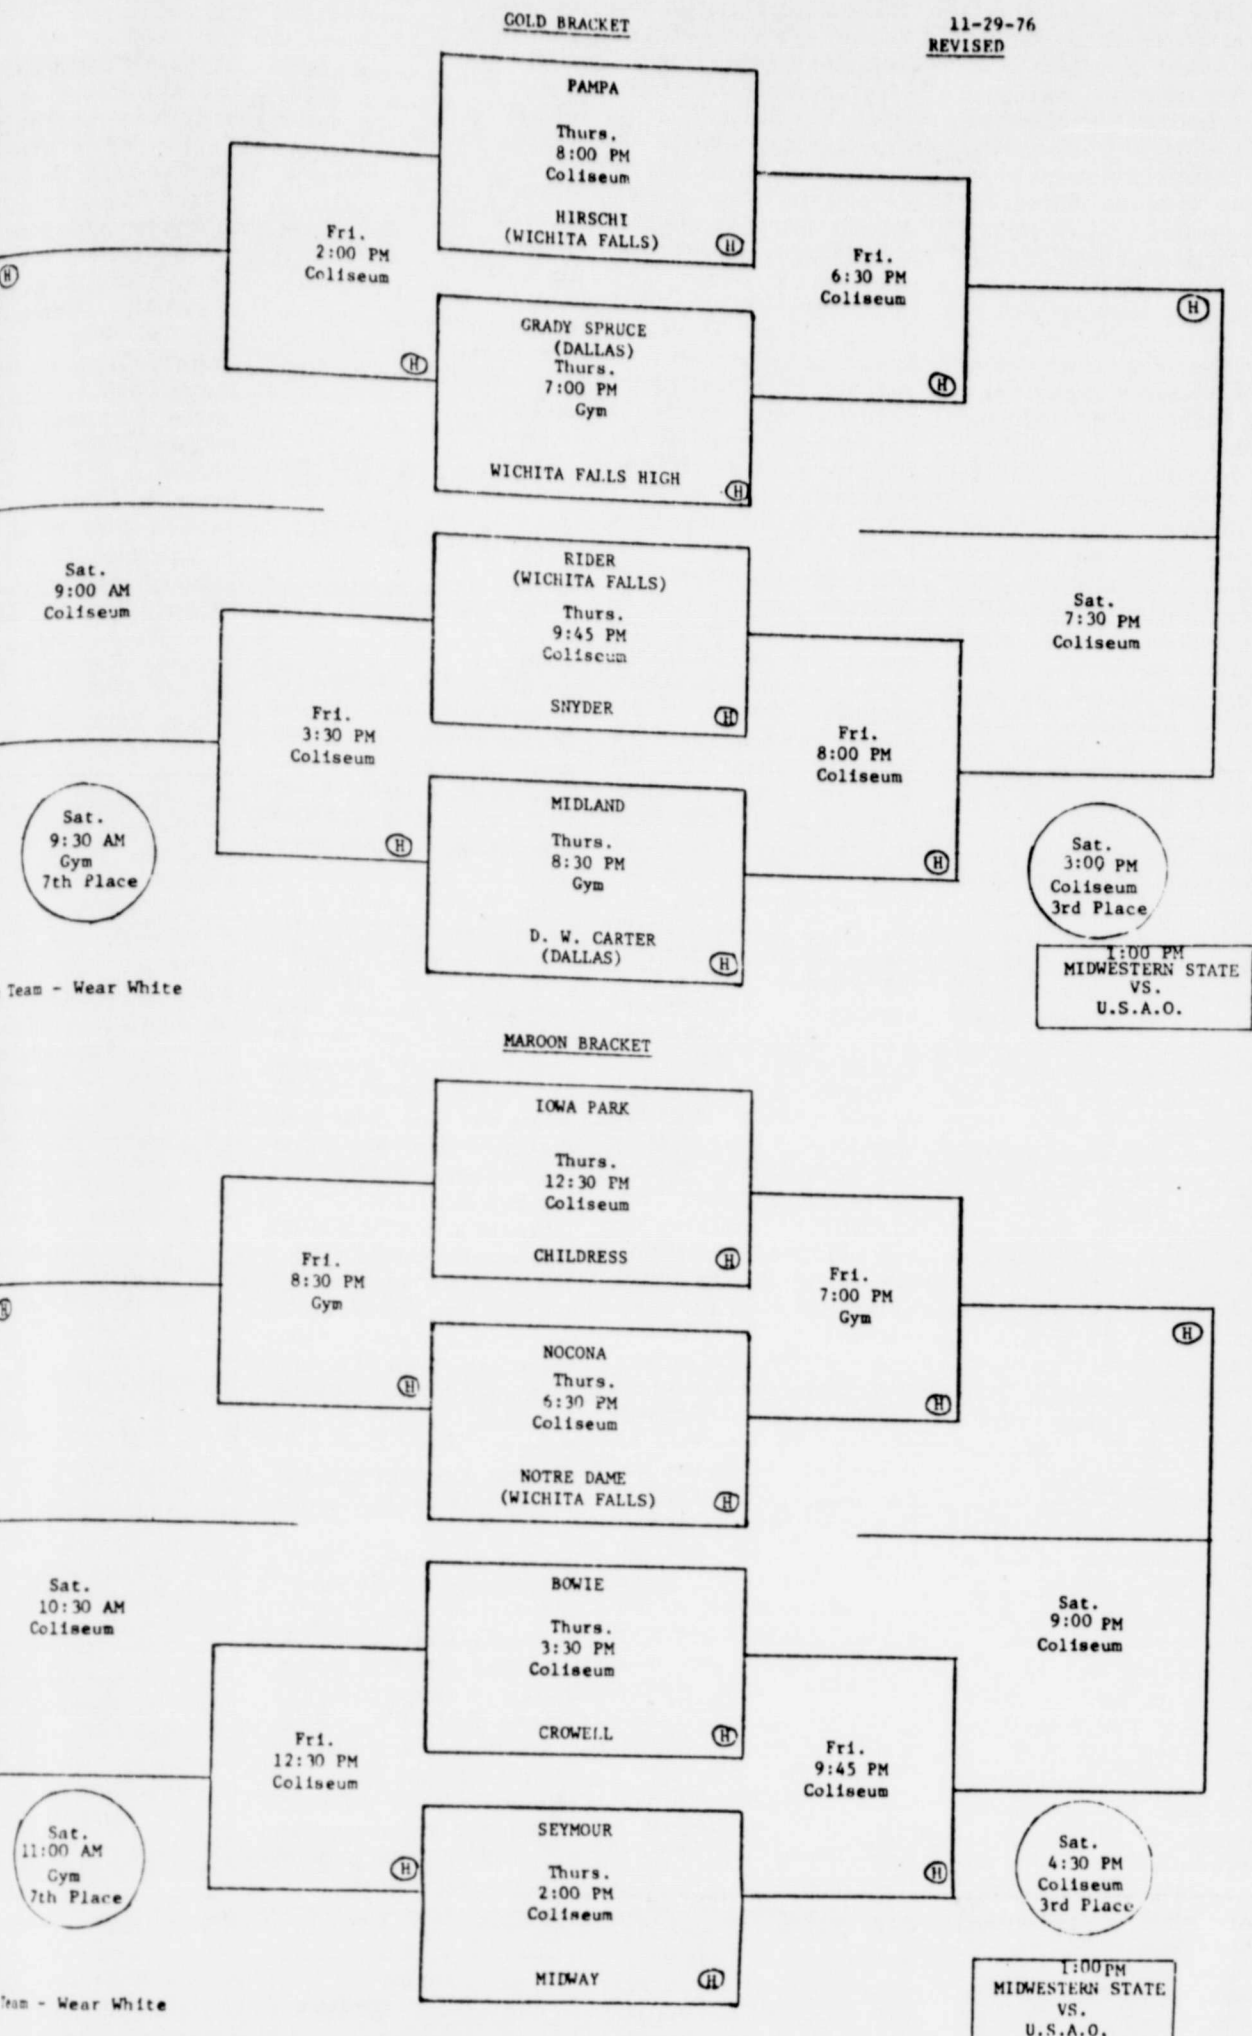 GOLD BRACKET
11-29-76
REVISED
PAMPA
Thurs.
8:00 PM
Coliseum
HIRSCHI
(WICHITA FALLS)
H
Fri.
2:00 PM
Coliseum
H
H
Fri.
6:30 PM
Coliseum
H
H
GRADY SPRUCE
(DALLAS)
Thurs.
7:00 PM
Gym
WICHITA FALLS HIGH
H
Sat.
9:00 AM
Coliseum
RIDER
(WICHITA FALLS)
Thurs.
9:45 PM
Coliseum
SNYDER
H
Sat.
7:30 PM
Coliseum
Fri.
3:30 PM
Coliseum
H
Fri.
8:00 PM
Coliseum
H
MIDLAND
Thurs.
8:30 PM
Gym
D. W. CARTER
(DALLAS)
H
Sat.
9:30 AM
Gym
7th Place
Sat.
3:00 PM
Coliseum
3rd Place
Team - Wear White
1:00 PM
MIDWESTERN STATE
VS.
U.S.A.O.
MAROON BRACKET
IOWA PARK
Thurs.
12:30 PM
Coliseum
CHILDRESS
H
Fri.
8:30 PM
Gym
H
H
Fri.
7:00 PM
Gym
H
H
NOCONA
Thurs.
6:30 PM
Coliseum
NOTRE DAME
(WICHITA FALLS)
H
Sat.
10:30 AM
Coliseum
BOWIE
Thurs.
3:30 PM
Coliseum
CROWELL
H
Sat.
9:00 PM
Coliseum
Fri.
12:30 PM
Coliseum
H
Fri.
9:45 PM
Coliseum
H
SEYMOUR
Thurs.
2:00 PM
Coliseum
MIDWAY
H
Sat.
11:00 AM
Gym
7th Place
Sat.
4:30 PM
Coliseum
3rd Place
Team - Wear White
1:00 PM
MIDWESTERN STATE
VS.
U.S.A.O.